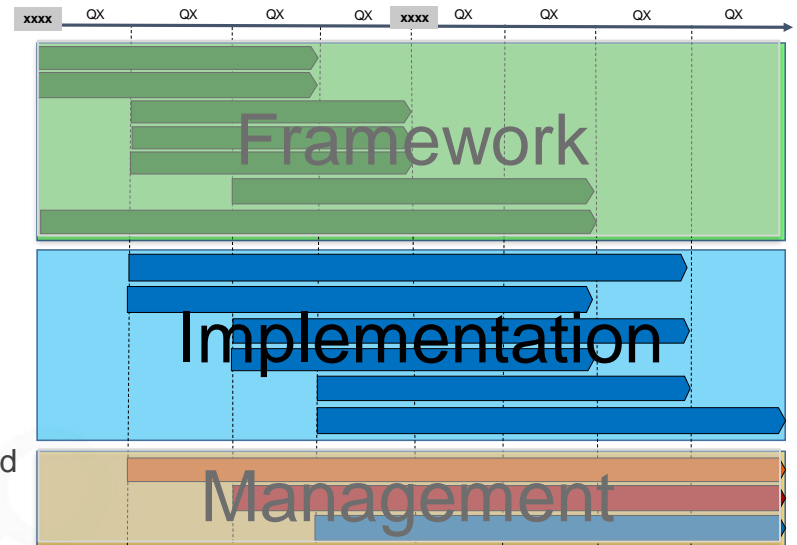 xxxx QX QX QX QX xxxx QX QX QX QX
Framework
Implementation
d
Management